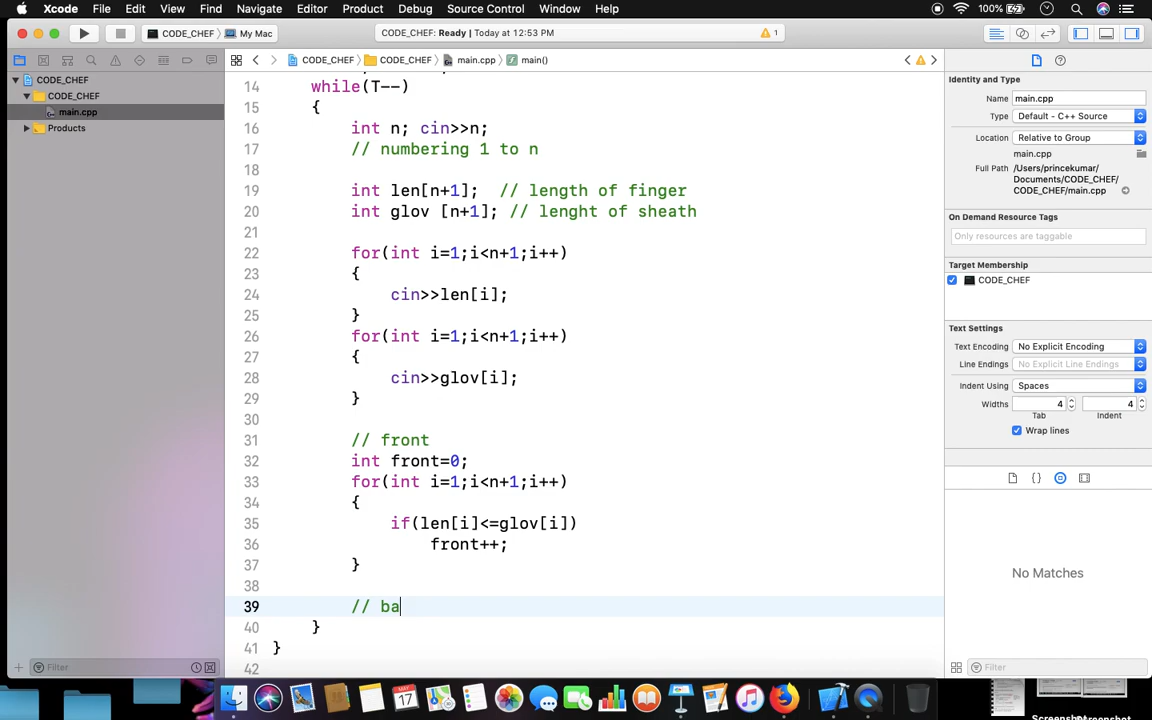 Xcode File Edit View Find Navigate Editor Product Debug Source Control Window Help 100%
CODE_CHEF My Mac CODE_CHEF: Ready | Today at 12:53 PM 1
CODE_CHEF CODE_CHEF main.cpp main()
CODE_CHEF
CODE_CHEF
main.cpp
Products
Filter
14 while(T--)
15 {
16 int n; cin>>n;
17 // numbering 1 to n
18
19 int len[n+1]; // length of finger
20 int glov [n+1]; // lenght of sheath
21
22 for(int i=1;i<n+1;i++)
23 {
24 cin>>len[i];
25 }
26 for(int i=1;i<n+1;i++)
27 {
28 cin>>glov[i];
29 }
30
31 // front
32 int front=0;
33 for(int i=1;i<n+1;i++)
34 {
35 if(len[i]<=glov[i])
36 front++;
37 }
38
39 // ba
40 }
41 }
42
Identity and Type
Name main.cpp
Type Default - C++ Source
Location Relative to Group
main.cpp
Full Path /Users/princekumar/
Documents/CODE_CHEF/
CODE_CHEF/main.cpp
On Demand Resource Tags
Only resources are taggable
Target Membership
CODE_CHEF
Text Settings
Text Encoding No Explicit Encoding
Line Endings No Explicit Line Endings
Indent Using Spaces
Widths 4 4
Tab Indent
Wrap lines
No Matches
Filter
MAY
17